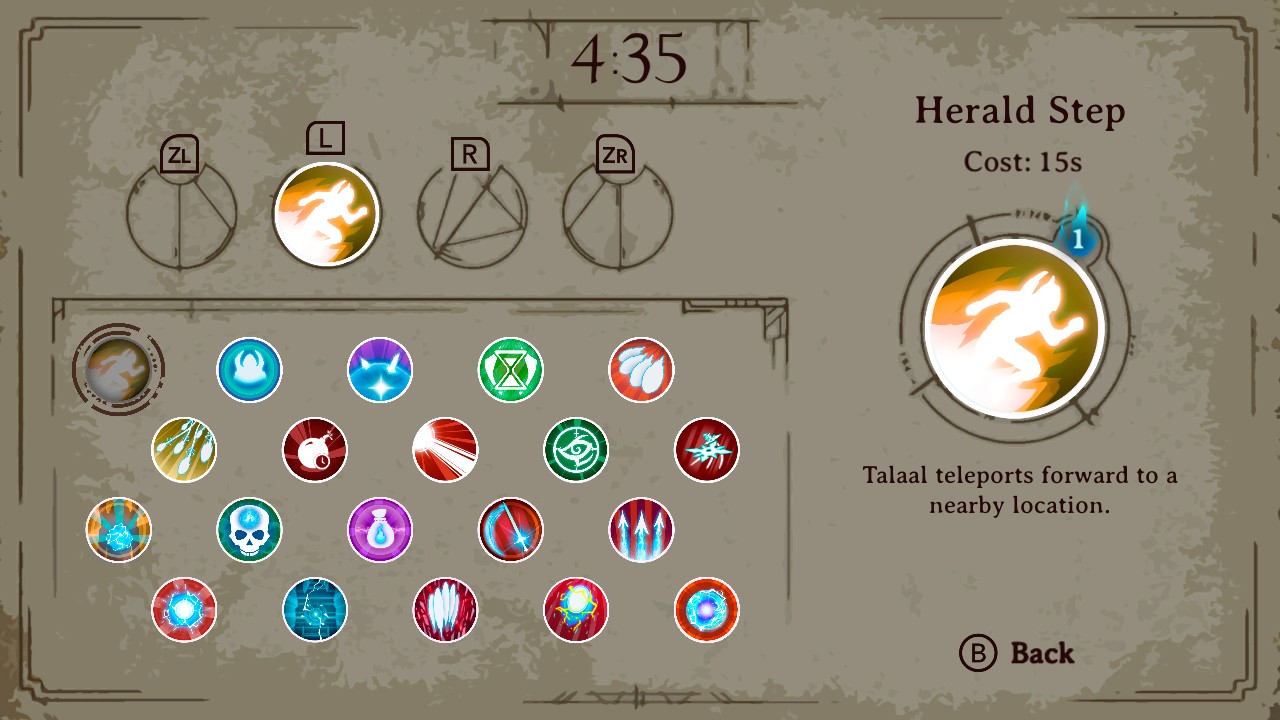 4:35
ZL
L
R
ZR
Herald Step
Cost: 15s
1
Talaal teleports forward to a
nearby location.
B Back